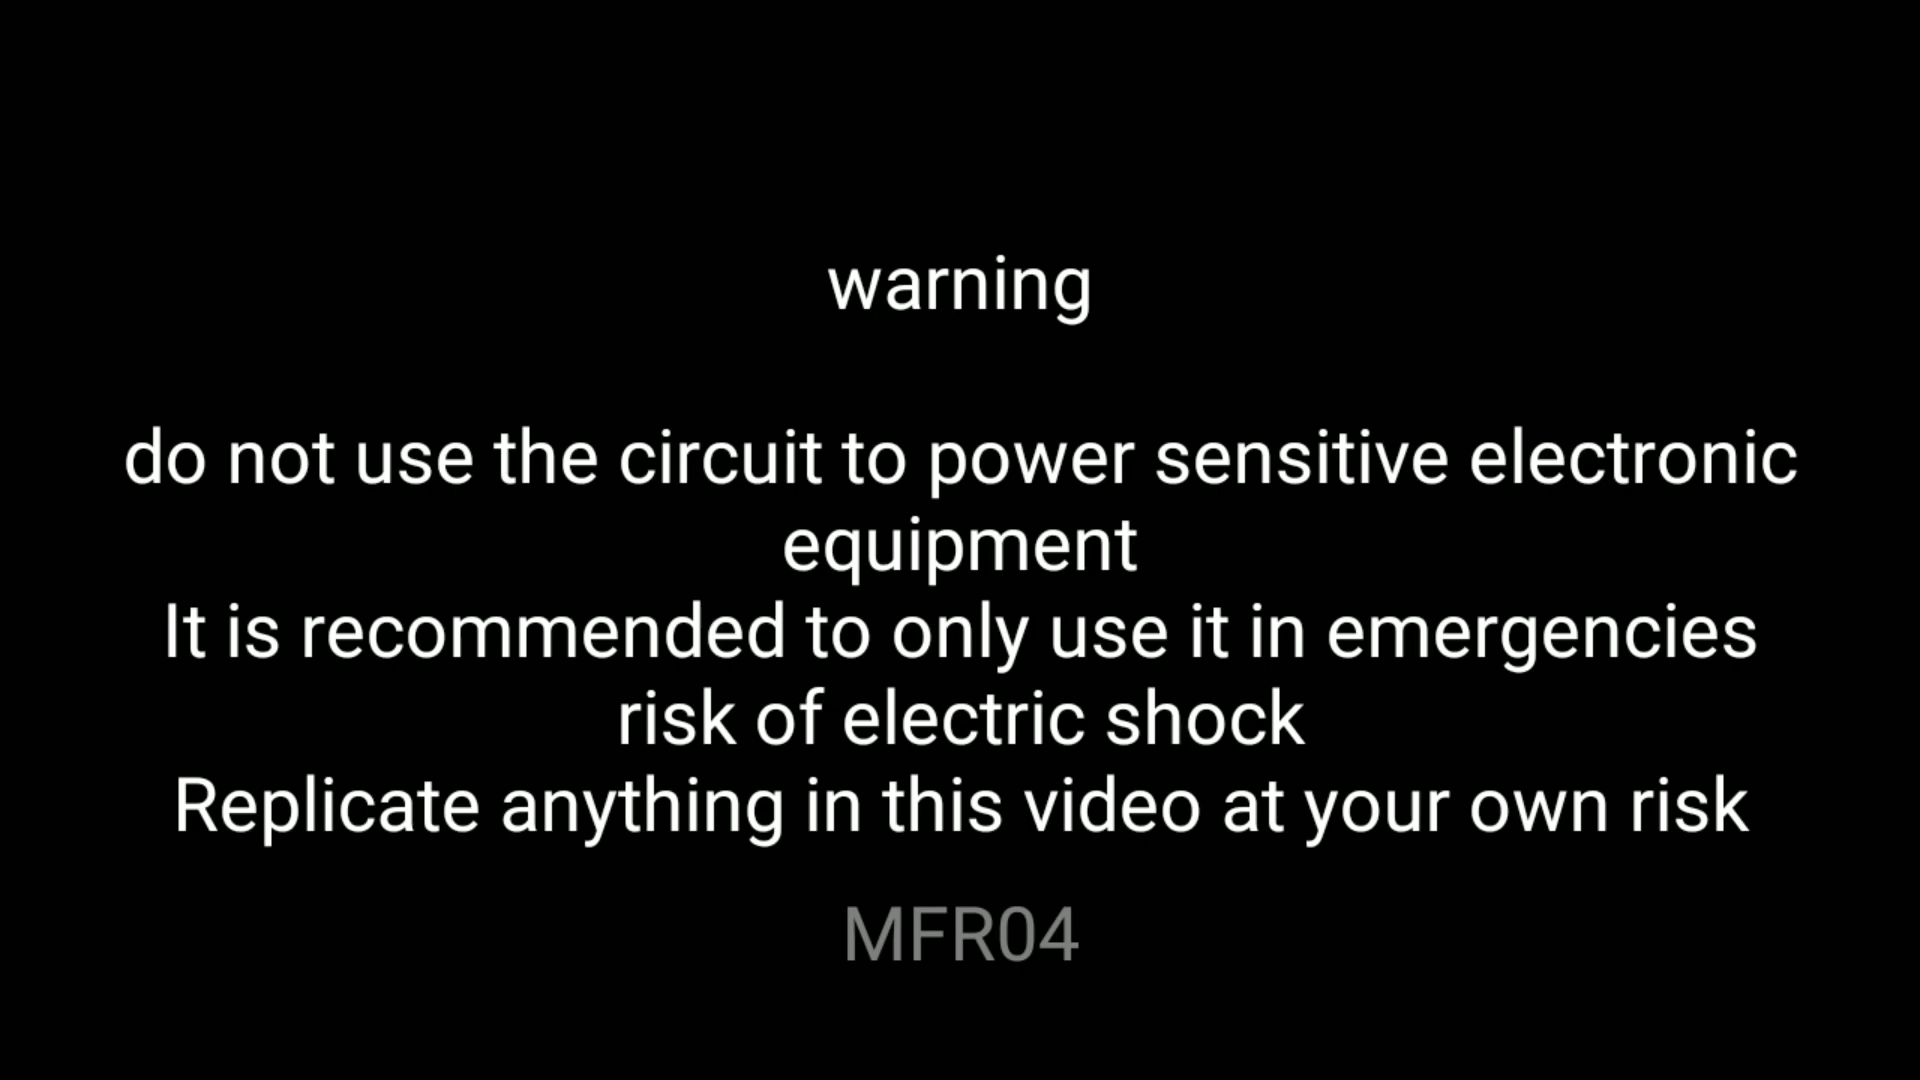 warning
do not use the circuit to power sensitive electronic
equipment
It is recommended to only use it in emergencies
risk of electric shock
Replicate anything in this video at your own risk
MFR04